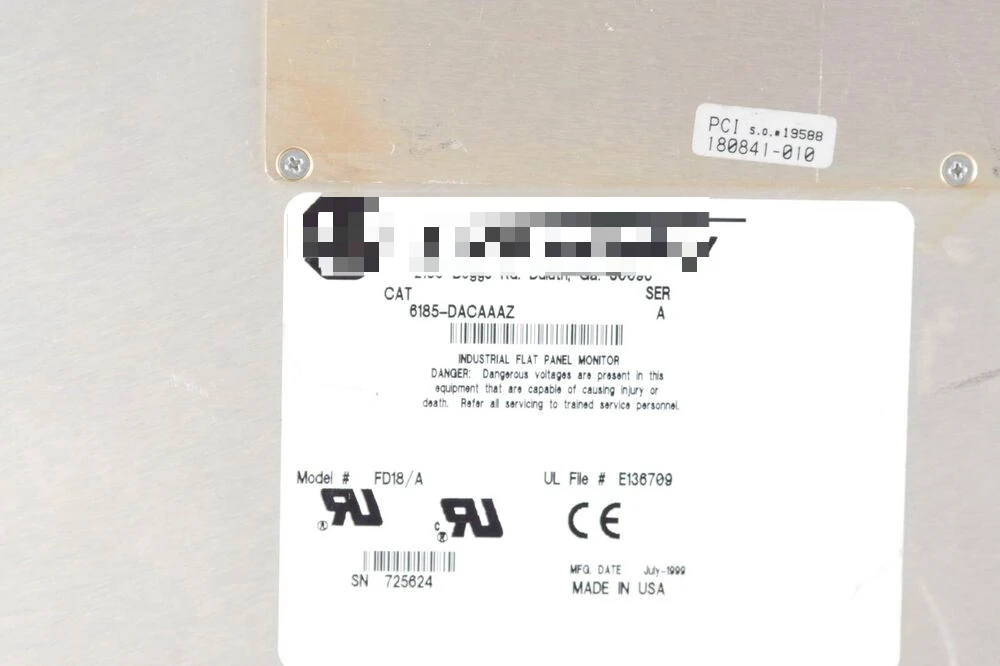 PCI S.O.# 19588
180841-010
CAT SER
6185-DACAAAZ A
INDUSTRIAL FLAT PANEL MONITOR
DANGER: Dangerous voltages are present in this
equipment that are capable of causing injury or
death. Refer all servicing to trained service personnel.
Model # FD18/A UL File # E136709
CE
MFG. DATE July-1999
SN 725624 MADE IN USA